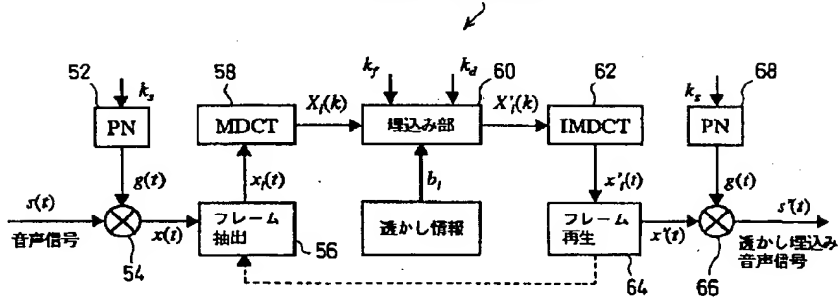 52
k_s
PN
g(t)
s(t)
音声信号
54
x(t)
58
MDCT
x_l(t)
フレーム
抽出
56
X_l(k)
k_f
k_d
60
埋込み部
b_l
透かし情報
X'_l(k)
62
IMDCT
x'_l(t)
フレーム
再生
64
x'(t)
68
k_s
PN
g(t)
66
s'(t)
透かし埋込み
音声信号